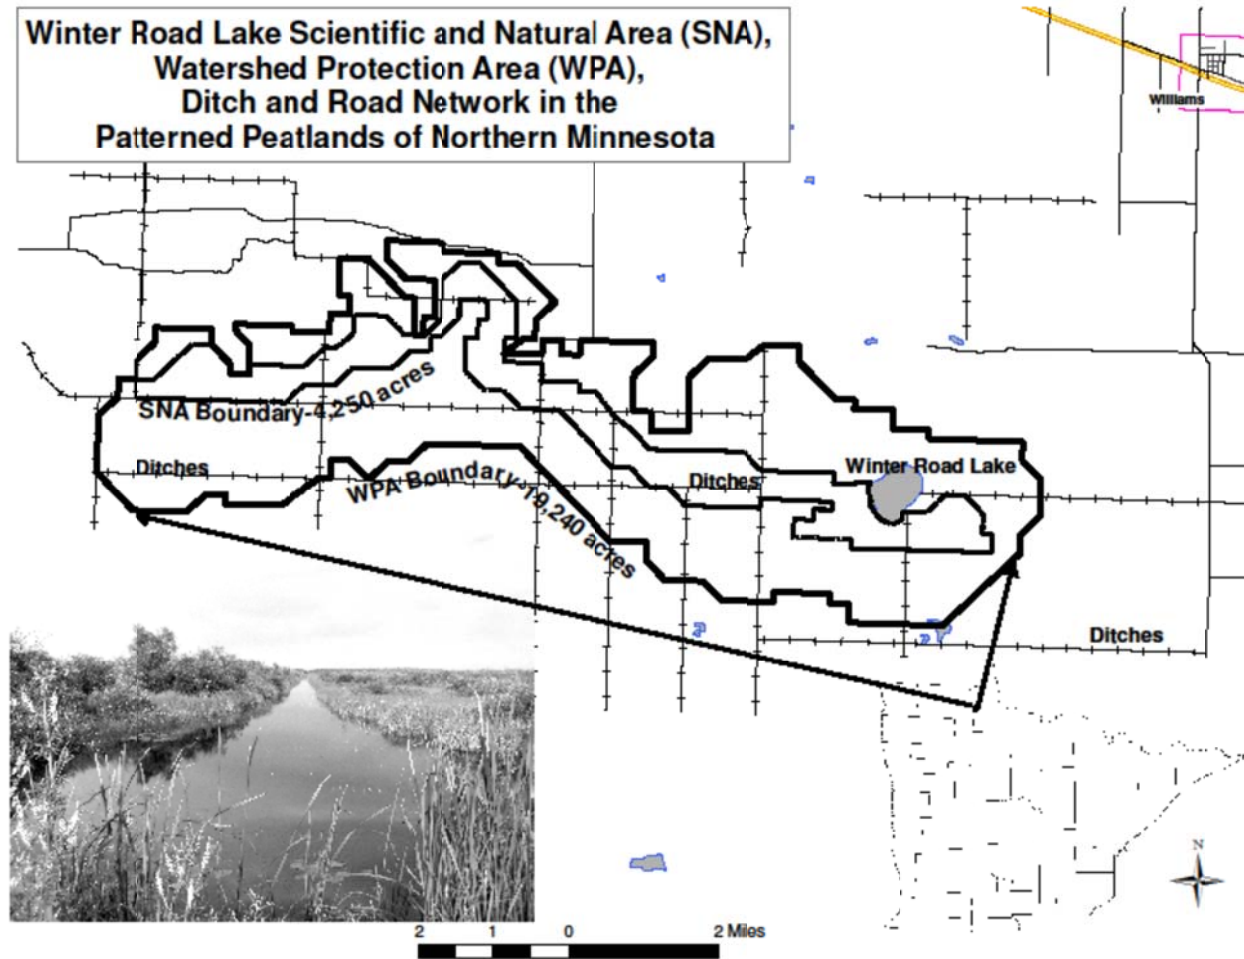 Winter Road Lake Scientific and Natural Area (SNA),
Watershed Protection Area (WPA),
Ditch and Road Network in the
Patterned Peatlands of Northern Minnesota
Williams
SNA Boundary-4,250 acres
Ditches
WPA Boundary-19,240 acres
Ditches
Winter Road Lake
Ditches
N
2 1 0 2 Miles